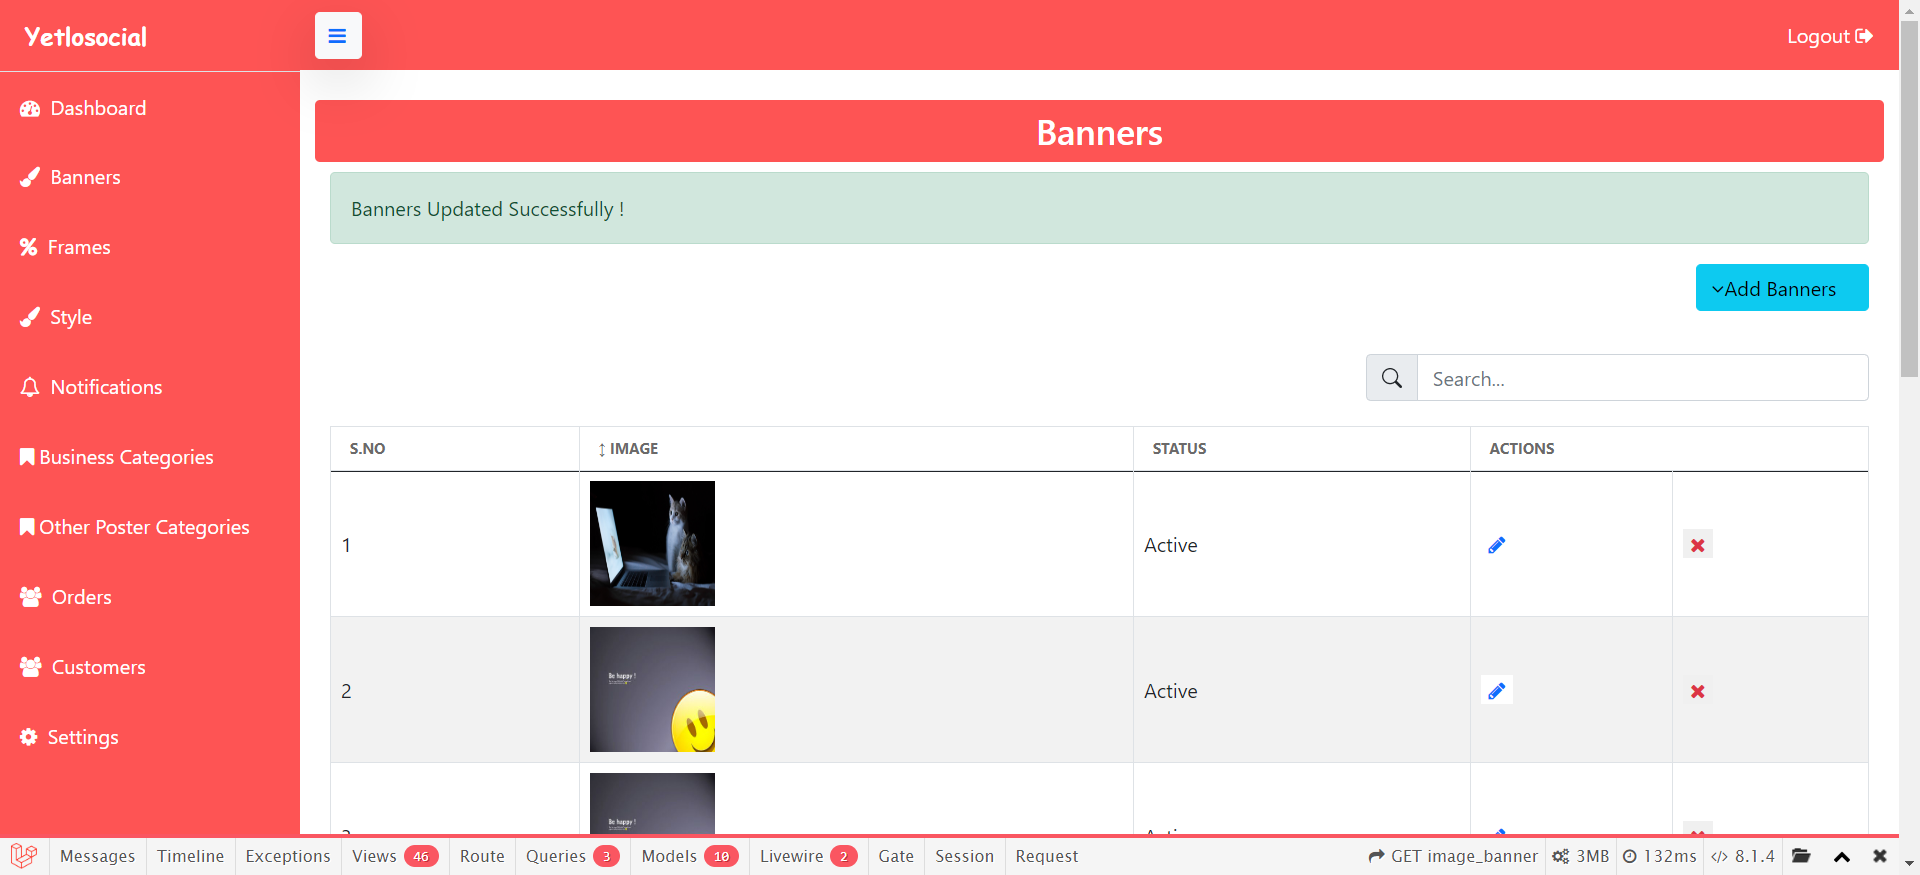 Yetlosocial
Logout
Dashboard
Banners
Frames
Style
Notifications
Business Categories
Other Poster Categories
Orders
Customers
Settings
Banners
Banners Updated Successfully !
Add Banners
Search...
S.NO IMAGE STATUS ACTIONS
1 Active
Be happy !
2 Active
Be happy !
Messages Timeline Exceptions Views 46 Route Queries 3 Models 10 Livewire 2 Gate Session Request GET image_banner 3MB 132ms 8.1.4